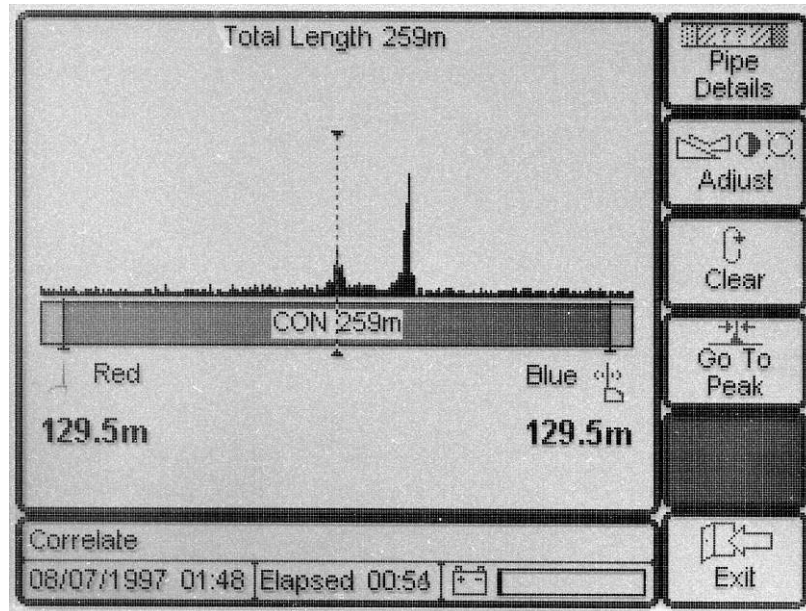 Total Length 259m
CON 259m
Red
Blue
129.5m
129.5m
Pipe
Details
Adjust
Clear
Go To
Peak
Exit
Correlate
08/07/1997 01:48 Elapsed 00:54